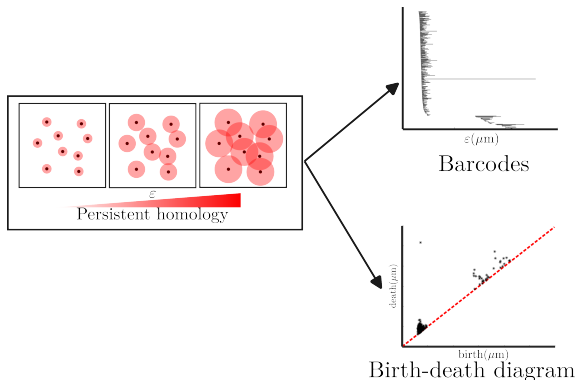 ε
Persistent homology
ε(μm)
Barcodes
death(μm)
birth(μm)
Birth-death diagram